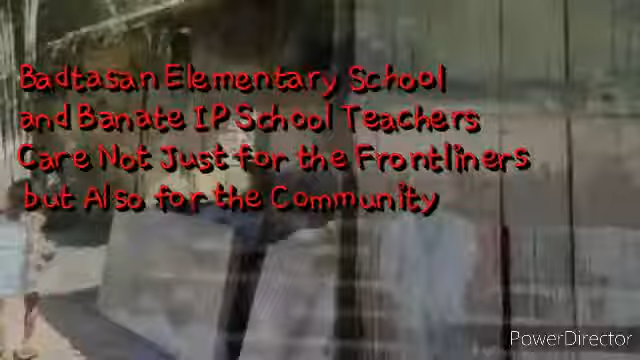 Badtasan Elementary School
and Banate IP School Teachers
Care Not Just for the Frontliners
but Also for the Community
PowerDirector